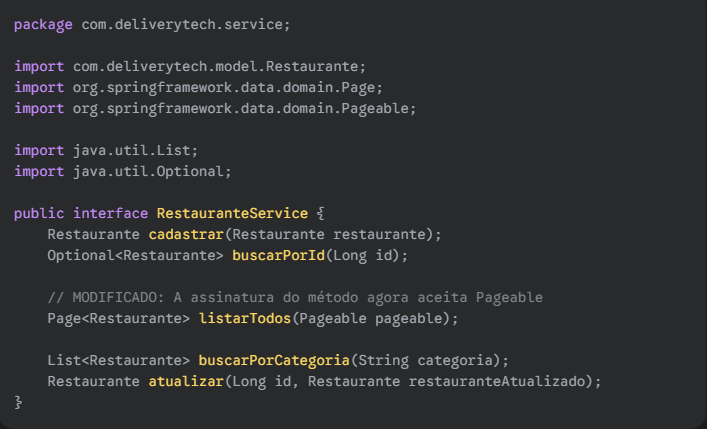 package com.deliverytech.service;

import com.deliverytech.model.Restaurante;
import org.springframework.data.domain.Page;
import org.springframework.data.domain.Pageable;

import java.util.List;
import java.util.Optional;

public interface RestauranteService {
    Restaurante cadastrar(Restaurante restaurante);
    Optional<Restaurante> buscarPorId(Long id);

    // MODIFICADO: A assinatura do método agora aceita Pageable
    Page<Restaurante> listarTodos(Pageable pageable);

    List<Restaurante> buscarPorCategoria(String categoria);
    Restaurante atualizar(Long id, Restaurante restauranteAtualizado);
}